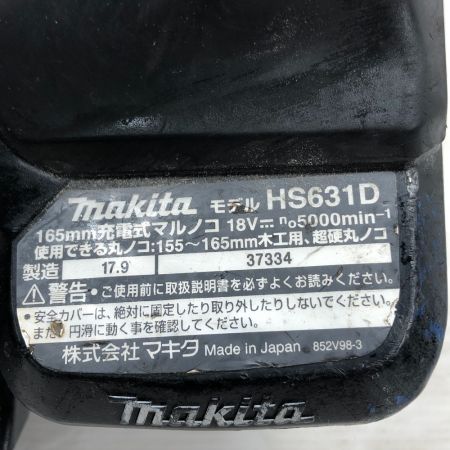 makita モデル HS631D
165mm充電式マルノコ 18V⎓ n₀5000min⁻¹
使用できる丸ノコ:155～165mm木工用、超硬丸ノコ
製造 17.9 37334
⚠警告・ご使用前に取扱説明書を必ずよくお読みください。
・安全カバーは、絶対に固定したり取り外したりしないでください。
また、円滑に動く事を確認してください。
株式会社マキタ Made in Japan 852V98-3
makita